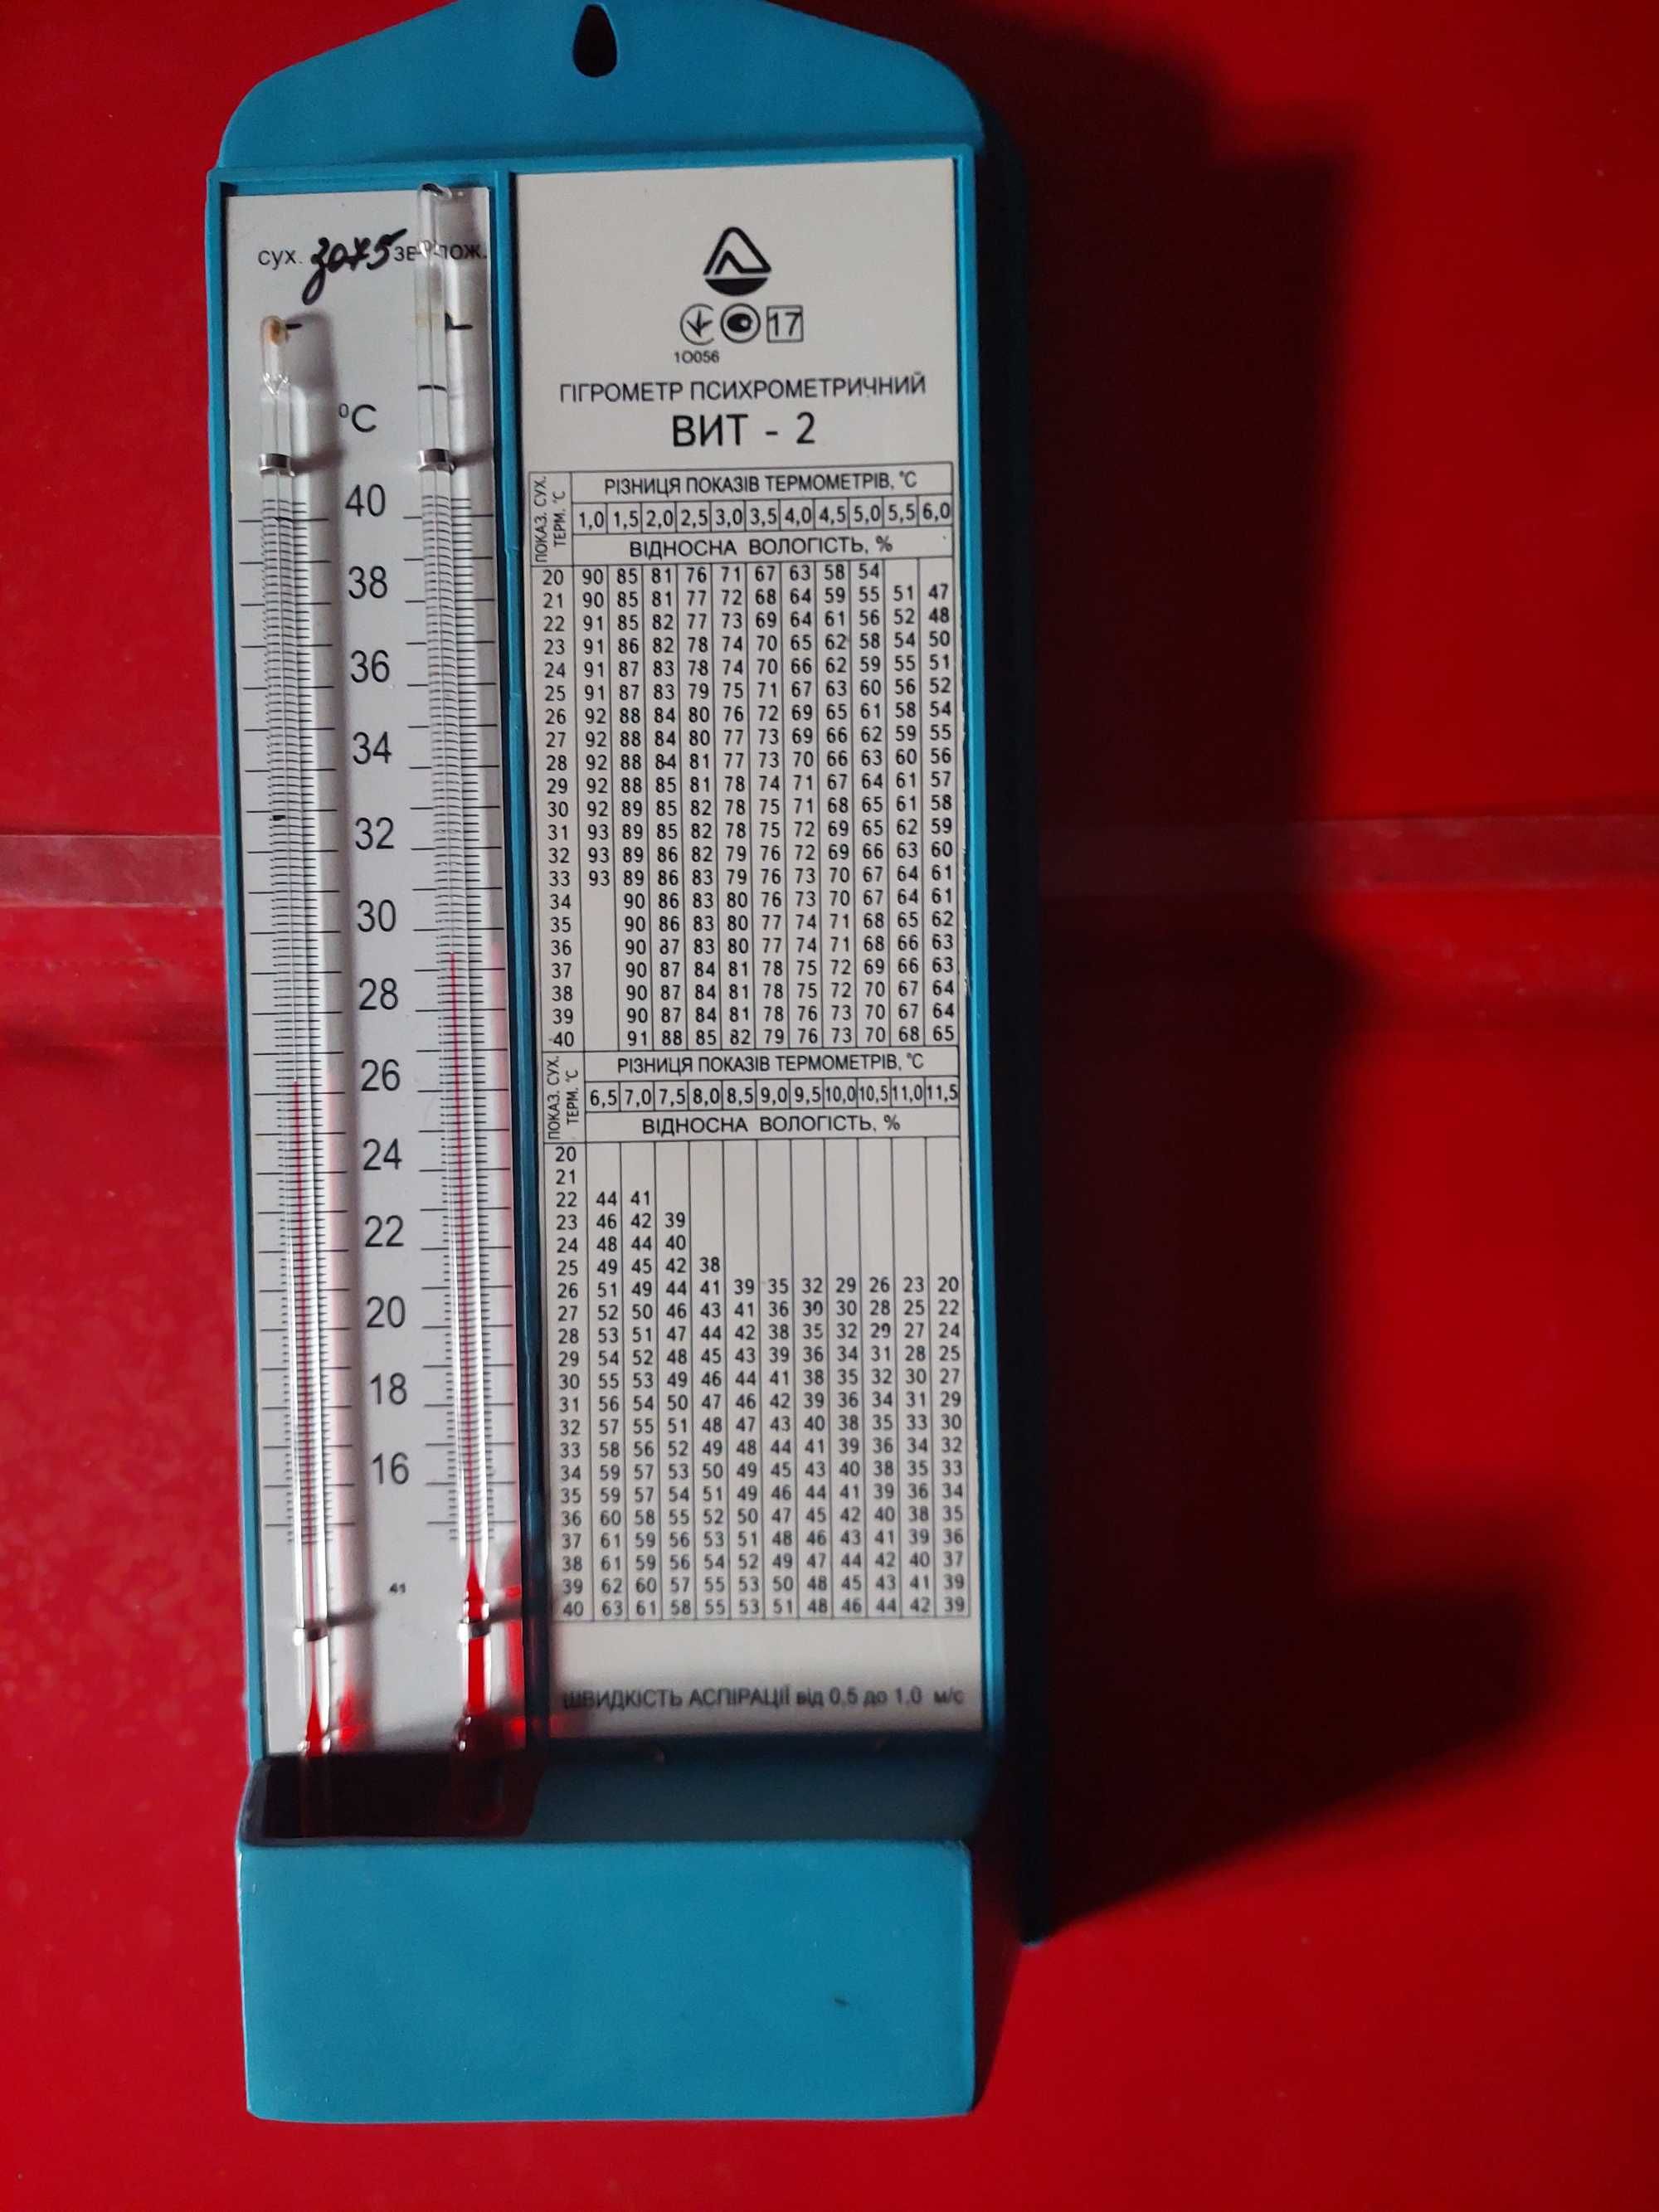 сух. 3075 зволож.
°C
40
38
36
34
32
30
28
26
24
22
20
18
16
41
17
10056
ГІГРОМЕТР ПСИХРОМЕТРИЧНИЙ
ВИТ - 2
ПОКАЗ. СУХ. ТЕРМ. °С
РІЗНИЦЯ ПОКАЗІВ ТЕРМОМЕТРІВ, °С
1,0 1,5 2,0 2,5 3,0 3,5 4,0 4,5 5,0 5,5 6,0
ВІДНОСНА ВОЛОГІСТЬ, %
20 90 85 81 76 71 67 63 58 54
21 90 85 81 77 72 68 64 59 55 51 47
22 91 85 82 77 73 69 64 61 56 52 48
23 91 86 82 78 74 70 65 62 58 54 50
24 91 87 83 78 74 70 66 62 59 55 51
25 91 87 83 79 75 71 67 63 60 56 52
26 92 88 84 80 76 72 69 65 61 58 54
27 92 88 84 80 77 73 69 66 62 59 55
28 92 88 84 81 77 73 70 66 63 60 56
29 92 88 85 81 78 74 71 67 64 61 57
30 92 89 85 82 78 75 71 68 65 61 58
31 93 89 85 82 78 75 72 69 65 62 59
32 93 89 86 82 79 76 72 69 66 63 60
33 93 89 86 83 79 76 73 70 67 64 61
34 90 86 83 80 76 73 70 67 64 61
35 90 86 83 80 77 74 71 68 65 62
36 90 87 83 80 77 74 71 68 66 63
37 90 87 84 81 78 75 72 69 66 63
38 90 87 84 81 78 75 72 70 67 64
39 90 87 84 81 78 76 73 70 67 64
40 91 88 85 82 79 76 73 70 68 65
ПОКАЗ. СУХ. ТЕРМ. °С
РІЗНИЦЯ ПОКАЗІВ ТЕРМОМЕТРІВ, °С
6,5 7,0 7,5 8,0 8,5 9,0 9,5 10,0 10,5 11,0 11,5
ВІДНОСНА ВОЛОГІСТЬ, %
20
21
22 44 41
23 46 42 39
24 48 44 40
25 49 45 42 38
26 51 49 44 41 39 35 32 29 26 23 20
27 52 50 46 43 41 36 30 30 28 25 22
28 53 51 47 44 42 38 35 32 29 27 24
29 54 52 48 45 43 39 36 34 31 28 25
30 55 53 49 46 44 41 38 35 32 30 27
31 56 54 50 47 46 42 39 36 34 31 29
32 57 55 51 48 47 43 40 38 35 33 30
33 58 56 52 49 48 44 41 39 36 34 32
34 59 57 53 50 49 45 43 40 38 35 33
35 59 57 54 51 49 46 44 41 39 36 34
36 60 58 55 52 50 47 45 42 40 38 35
37 61 59 56 53 51 48 46 43 41 39 36
38 61 59 56 54 52 49 47 44 42 40 37
39 62 60 57 55 53 50 48 45 43 41 39
40 63 61 58 55 53 51 48 46 44 42 39
ШВИДКІСТЬ АСПІРАЦІЇ від 0,5 до 1,0 м/с